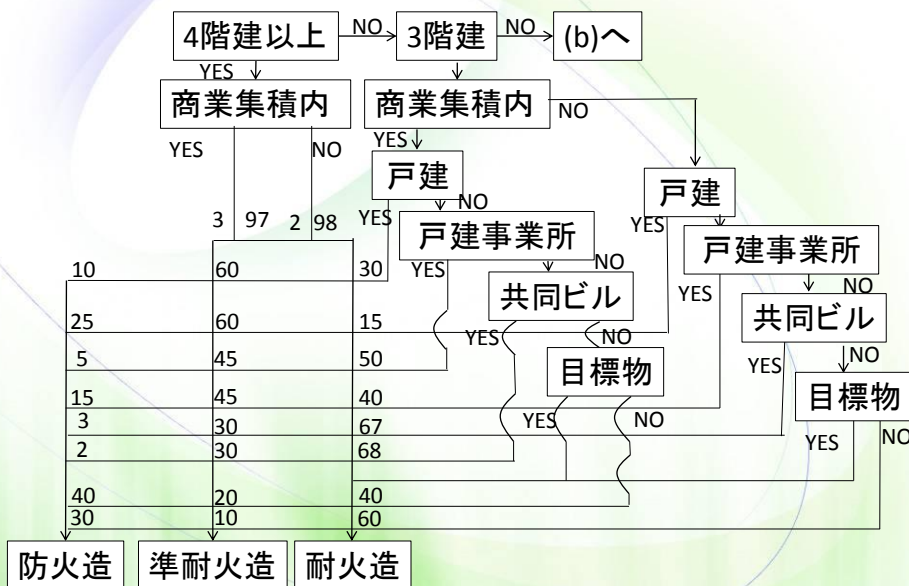 4階建以上 NO 3階建 NO (b)へ
YES
商業集積内 商業集積内 NO
YES NO YES
戸建 戸建
3 97 2 98 YES NO YES
戸建事業所 戸建事業所
10 60 30 YES NO YES NO
共同ビル 共同ビル
25 60 15 YES NO YES NO
5 45 50 目標物 目標物
15 45 40
3 30 67 YES NO YES NO
2 30 68
40 20 40
30 10 60
防火造 準耐火造 耐火造